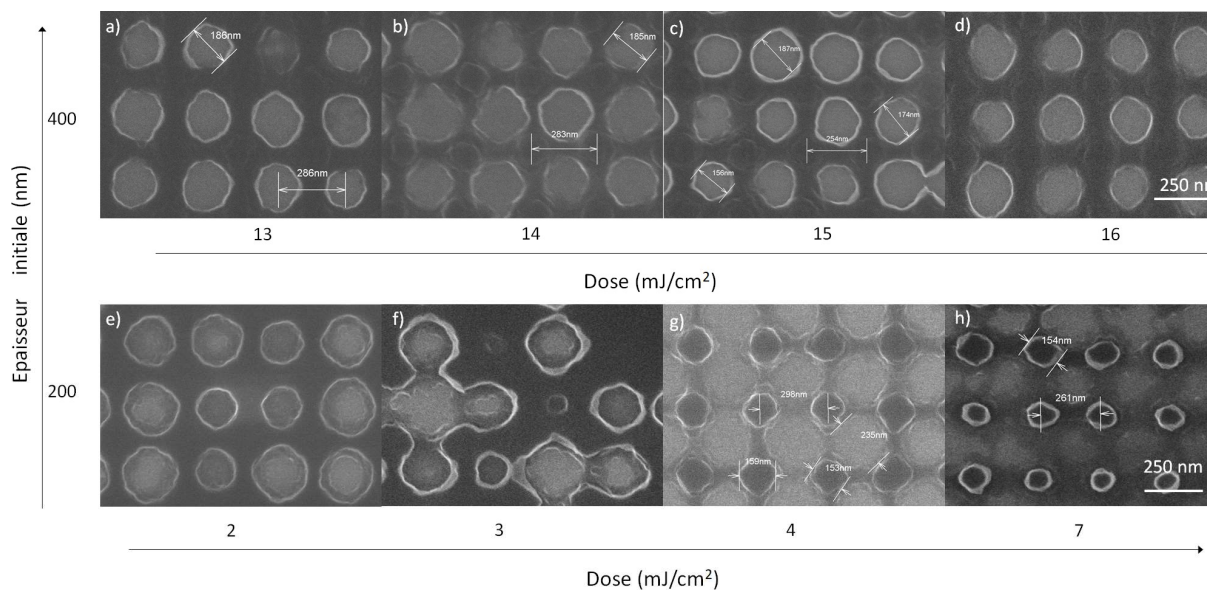 a)
186nm
286nm
b)
185nm
283nm
c)
187nm
174nm
254nm
156nm
d)
250 nm
400
13
14
15
16
Dose (mJ/cm²)
Epaisseur initiale (nm)
e)
f)
g)
298nm
235nm
159nm
153nm
h)
154nm
261nm
250 nm
200
2
3
4
7
Dose (mJ/cm²)